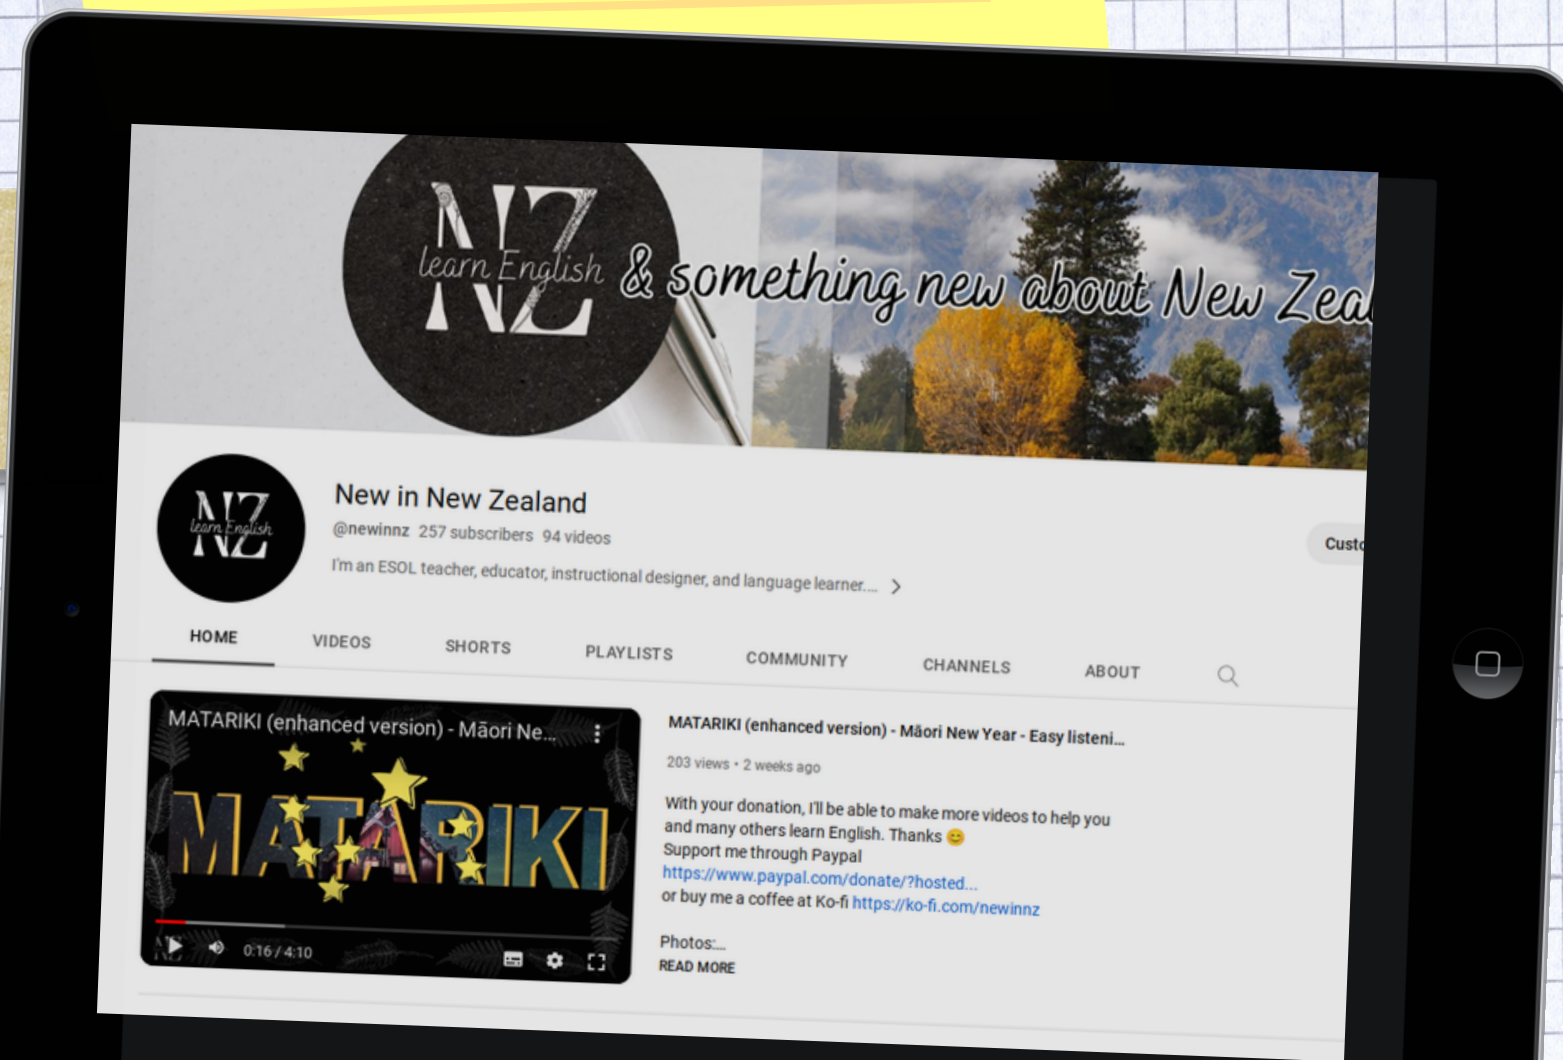 NZ
learn English
NZ
& something new about New Zeal
NZ
learn English
NZ
New in New Zealand
@newinnz 257 subscribers 94 videos
I'm an ESOL teacher, educator, instructional designer, and language learner....
Custo
HOME VIDEOS SHORTS PLAYLISTS COMMUNITY CHANNELS ABOUT
MATARIKI (enhanced version) - Māori Ne...
MATARIKI
NZ
0:16 / 4:10
MATARIKI (enhanced version) - Māori New Year - Easy listeni...
203 views • 2 weeks ago
With your donation, I'll be able to make more videos to help you
and many others learn English. Thanks 😊
Support me through Paypal
https://www.paypal.com/donate/?hosted...
or buy me a coffee at Ko-fi https://ko-fi.com/newinnz
Photos:...
READ MORE